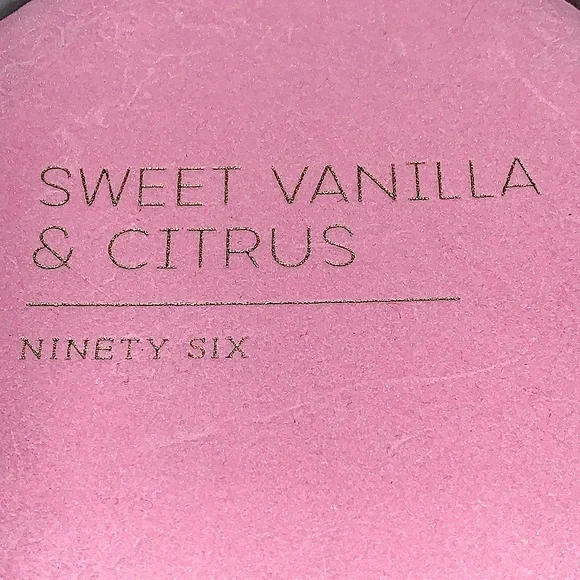 SWEET VANILLA
& CITRUS
NINETY SIX